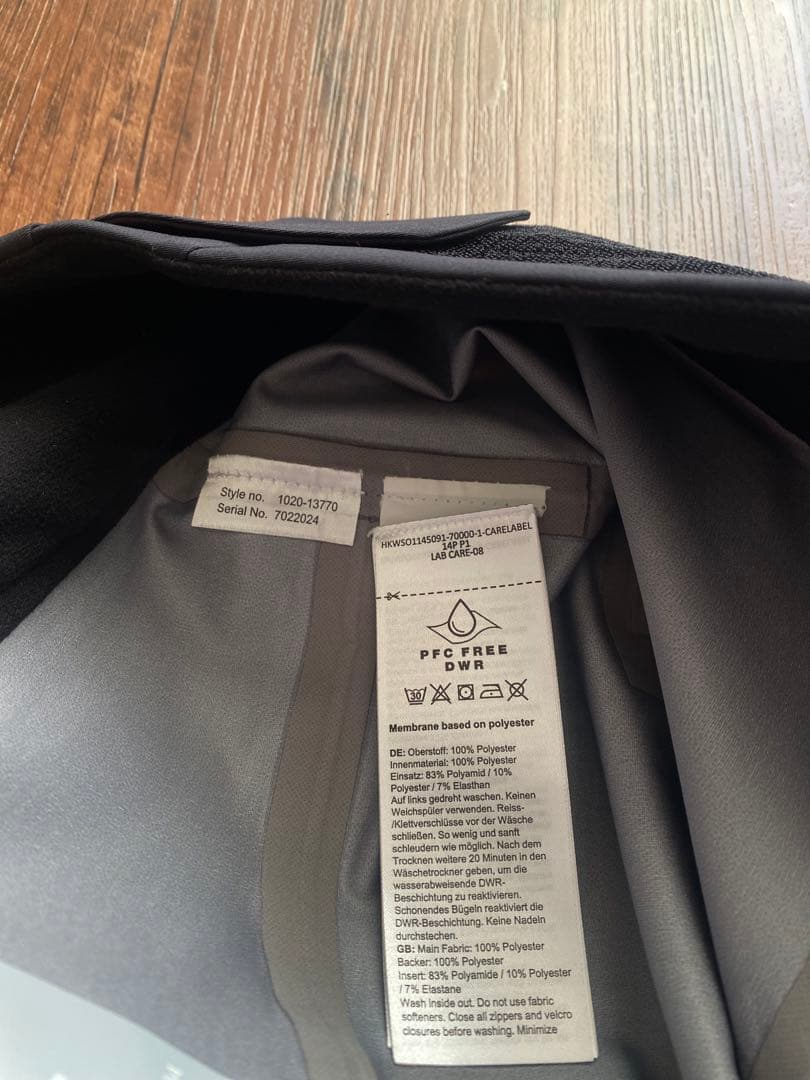 Style no. 1020-13770
Serial No. 7022024
HKWSO1145091-70000-1-CARELABEL
14P P1
LAB CARE-08
PFC FREE
DWR
30
Membrane based on polyester
DE: Oberstoff: 100% Polyester
Innenmaterial: 100% Polyester
Einsatz: 83% Polyamid / 10%
Polyester / 7% Elasthan
Auf links gedreht waschen. Keinen
Weichspüler verwenden. Reiss-
/Klettverschlüsse vor der Wäsche
schließen. So wenig und sanft
schleudern wie möglich. Nach dem
Trocknen weitere 20 Minuten in den
Wäschetrockner geben, um die
wasserabweisende DWR-
Beschichtung zu reaktivieren.
Schonendes Bügeln reaktiviert die
DWR-Beschichtung. Keine Nadeln
durchstechen.
GB: Main Fabric: 100% Polyester
Backer: 100% Polyester
Insert: 83% Polyamide / 10% Polyester
/ 7% Elastane
Wash inside out. Do not use fabric
softeners. Close all zippers and velcro
closures before washing. Minimize